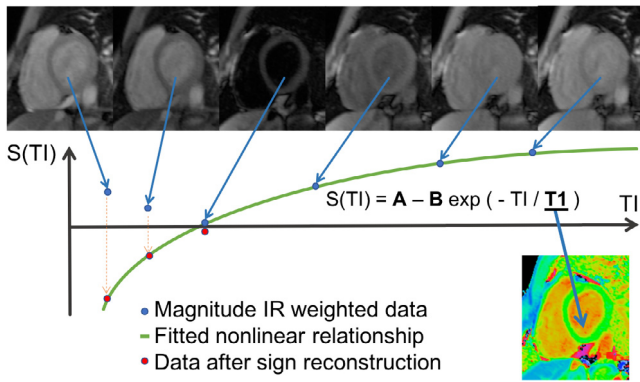 S(TI)
S(TI) = A – B exp ( - TI / T1 )
TI
Magnitude IR weighted data
Fitted nonlinear relationship
Data after sign reconstruction